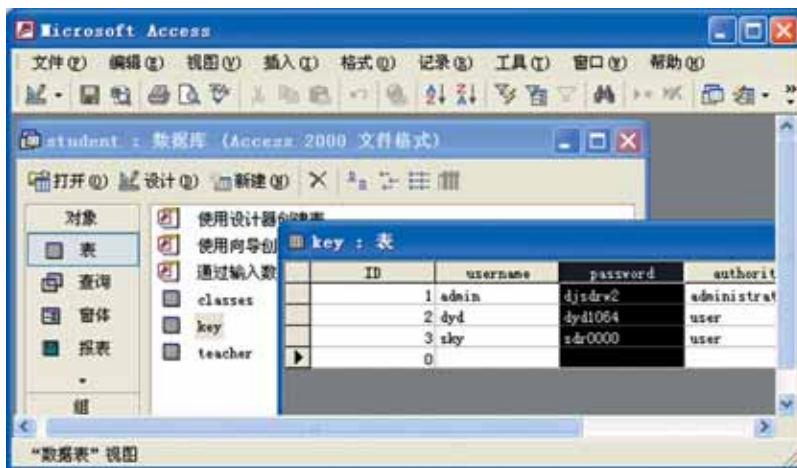 Microsoft Access
文件(F) 编辑(E) 视图(V) 插入(I) 格式(O) 记录(R) 工具(T) 窗口(W) 帮助(H)
student : 数据库 (Access 2000 文件格式)
打开(O) 设计(D) 新建(N)
对象
表
查询
窗体
报表
组
使用设计器创建表
使用向导创
通过输入数
classes
key
teacher
key : 表
ID username password authorit
1 admin djsdrw2 administrat
2 dyd dyd1064 user
3 sky sdr0000 user
0
“数据表”视图